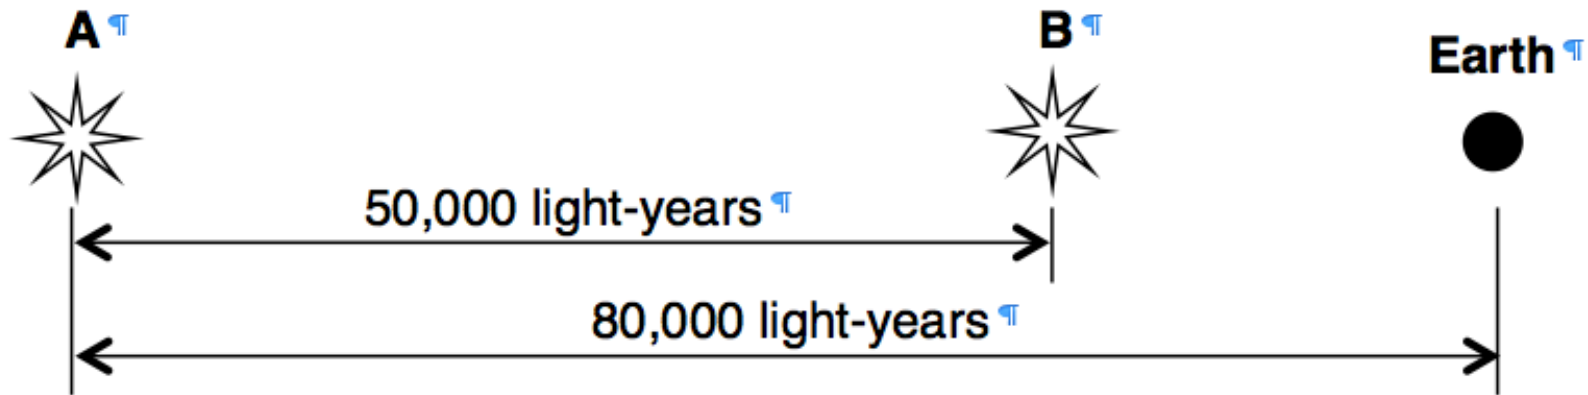 A ¶
B ¶
Earth ¶
50,000 light-years ¶
80,000 light-years ¶